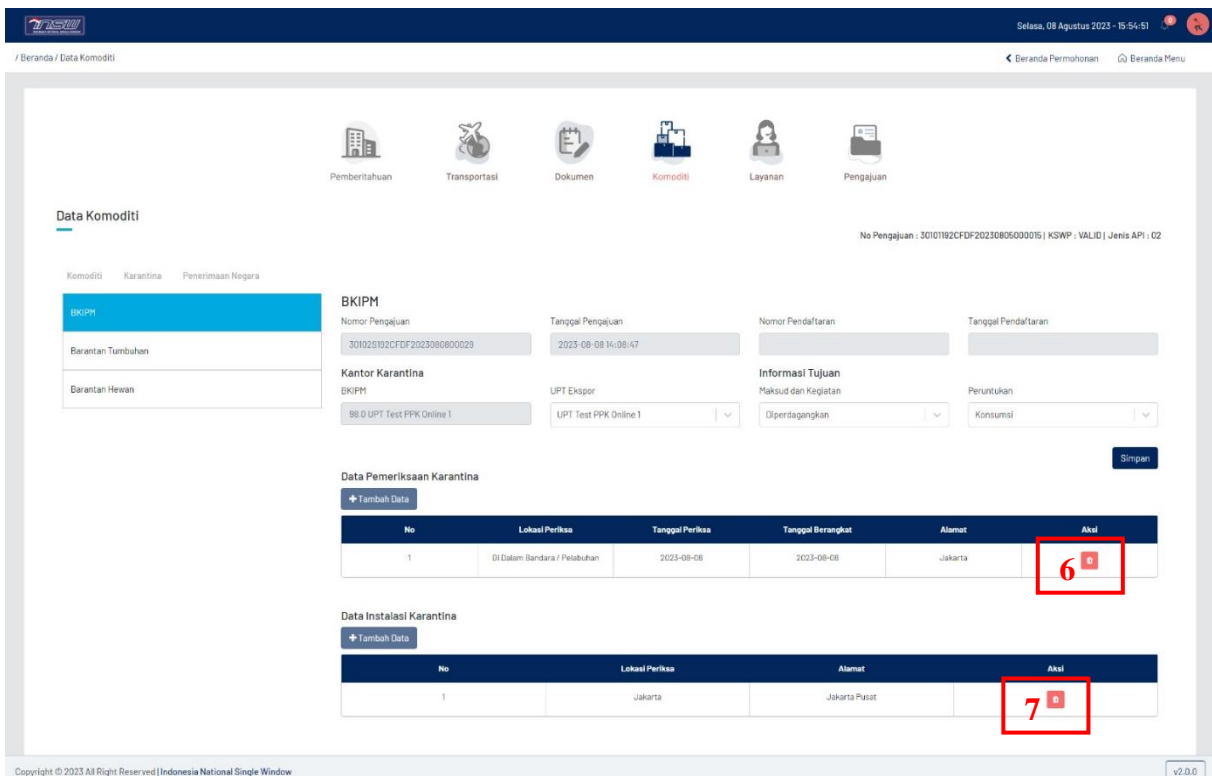 INSW
Selasa, 08 Agustus 2023 - 15:54:51
0
/ Beranda / Data Komoditi
Beranda Permohonan
Beranda Menu
Pemberitahuan
Transportasi
Dokumen
Komoditi
Layanan
Pengajuan
Data Komoditi
No Pengajuan : 30101192CFDF20230805000015 | KSWP : VALID | Jenis API : 02
Komoditi
Karantina
Penerimaan Negara
BKIPM
Barantan Tumbuhan
Barantan Hewan
BKIPM
Nomor Pengajuan
Tanggal Pengajuan
Nomor Pendaftaran
Tanggal Pendaftaran
30102S192CFDF2023080800029
2023-08-08 14:08:47
Kantor Karantina
Informasi Tujuan
BKIPM
UPT Ekspor
Maksud dan Kegiatan
Peruntukan
98.0 UPT Test PPK Online 1
UPT Test PPK Online 1
Diperdagangkan
Konsumsi
Simpan
Data Pemeriksaan Karantina
+ Tambah Data
No Lokasi Periksa Tanggal Periksa Tanggal Berangkat Alamat Aksi
1 Di Dalam Bandara / Pelabuhan 2023-08-08 2023-08-08 Jakarta
6
Data Instalasi Karantina
+ Tambah Data
No Lokasi Periksa Alamat Aksi
1 Jakarta Jakarta Pusat
7
Copyright © 2023 All Right Reserved | Indonesia National Single Window
v2.0.0